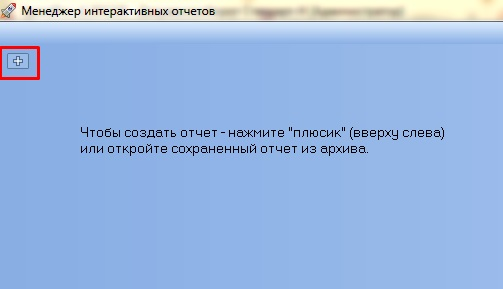 Менеджер интерактивных отчетов
Чтобы создать отчет - нажмите "плюсик" (вверху слева)
или откройте сохраненный отчет из архива.